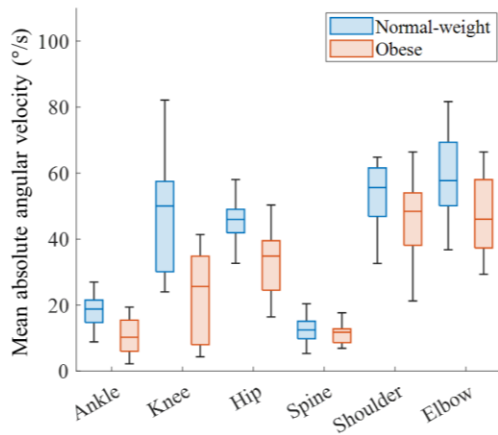 Normal-weight
Obese
Mean absolute angular velocity (°/s)
100
80
60
40
20
0
Ankle
Knee
Hip
Spine
Shoulder
Elbow